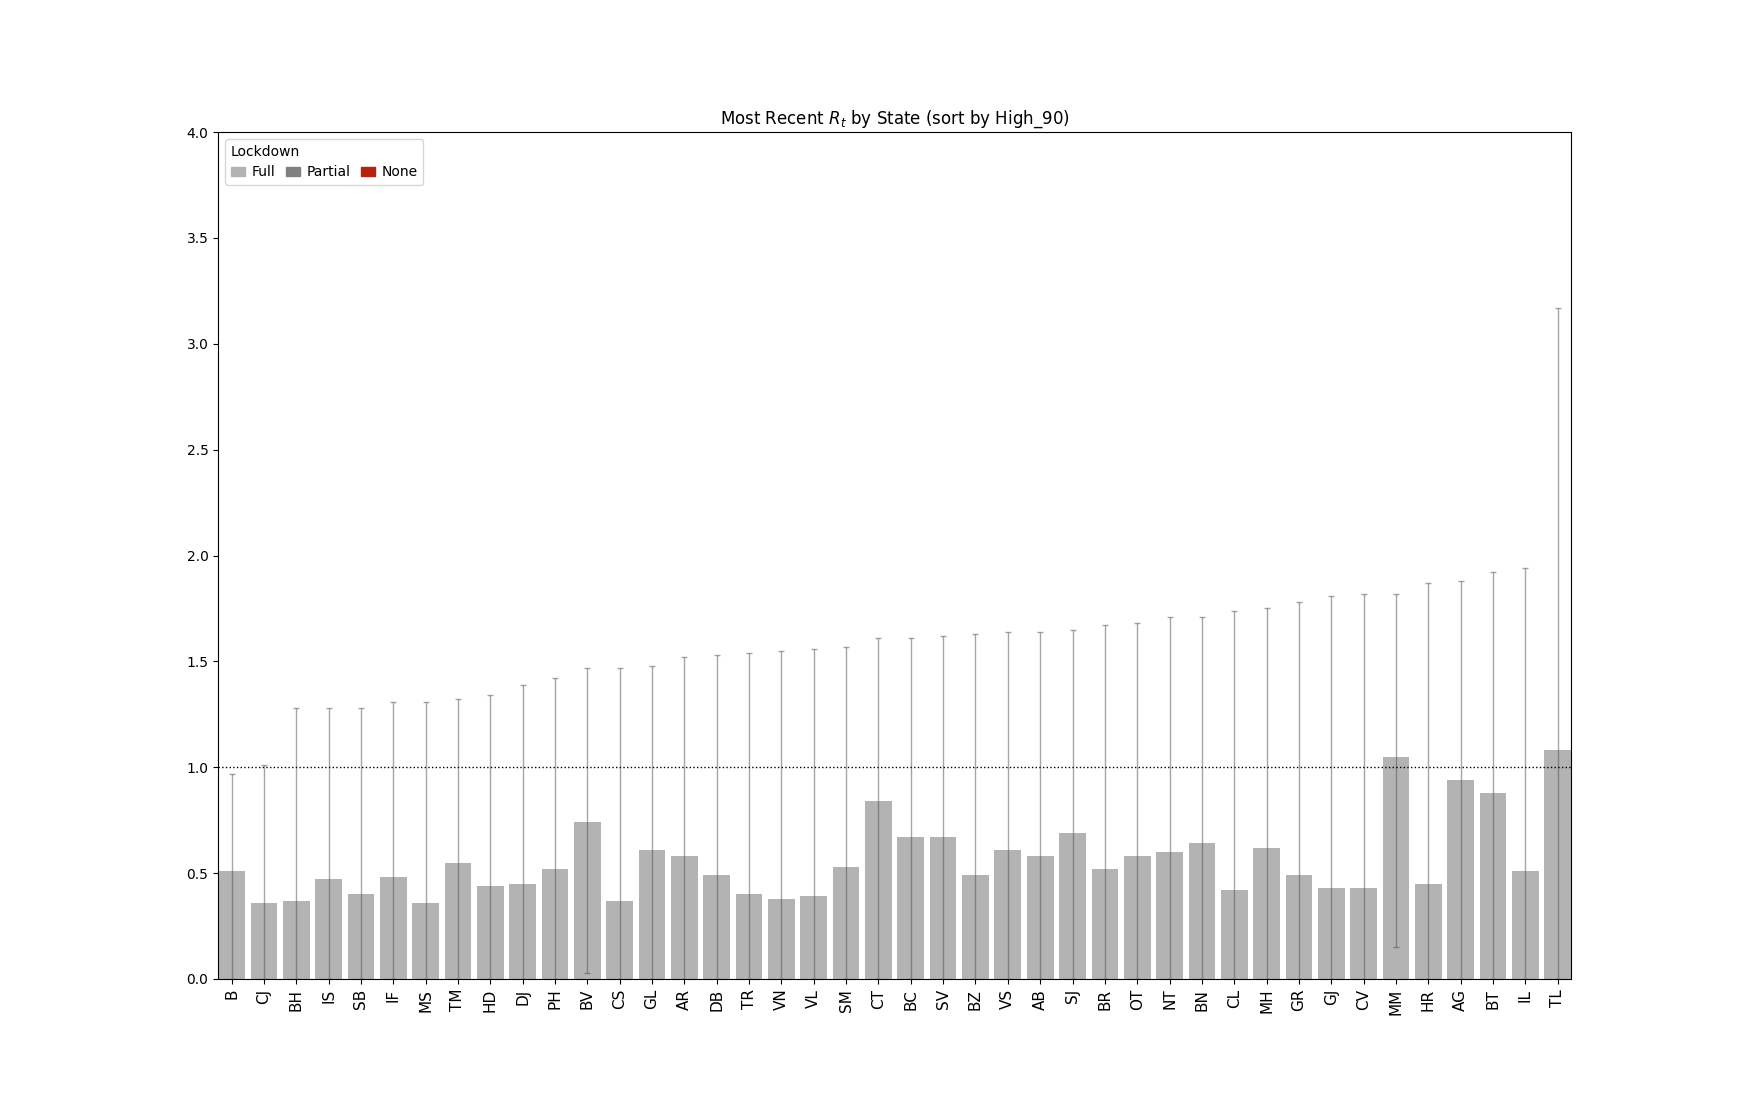 Most Recent Rt by State (sort by High_90)
Lockdown
Full Partial None
4.0
3.5
3.0
2.5
2.0
1.5
1.0
0.5
0.0
B CJ BH IS SB IF MS TM HD DJ PH BV CS GL AR DB TR VN VL SM CT BC SV BZ VS AB SJ BR OT NT BN CL MH GR GJ CV MM HR AG BT IL TL